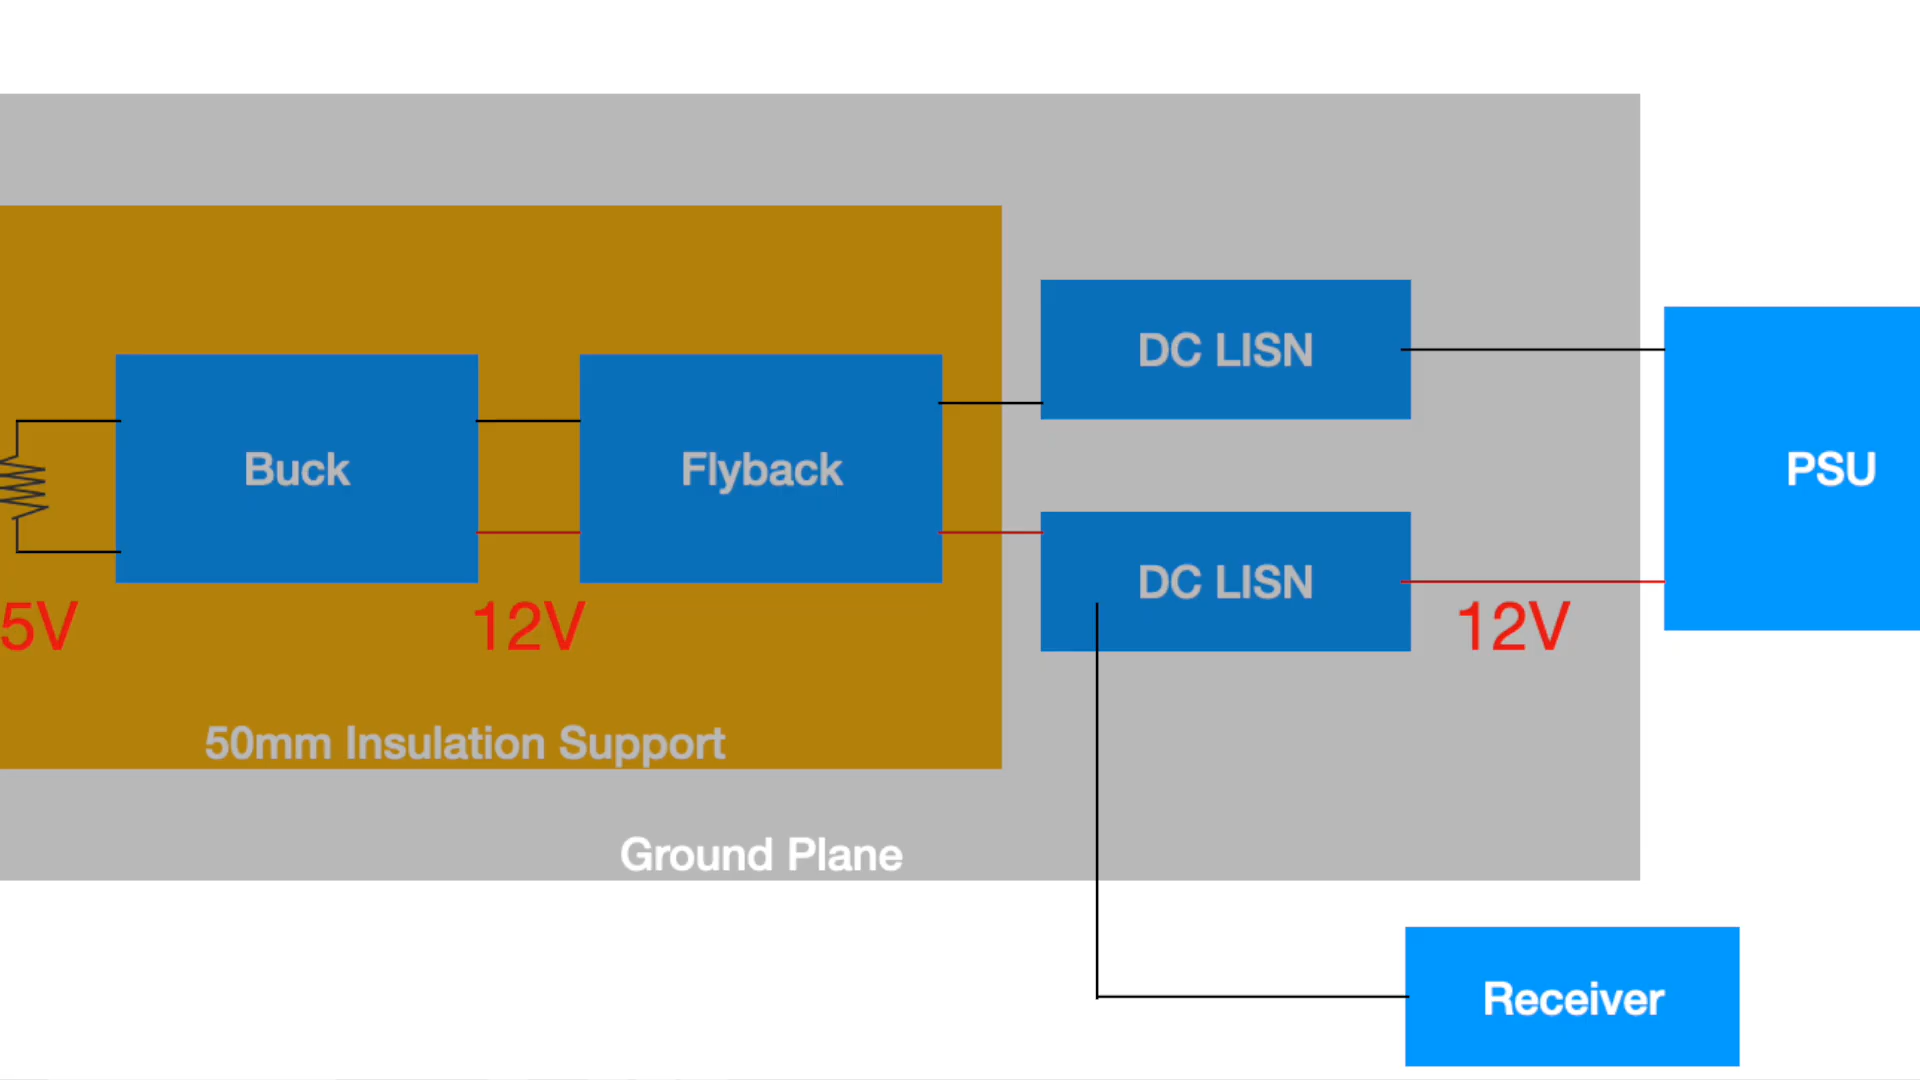 DC LISN
Buck
Flyback
PSU
DC LISN
5V
12V
12V
50mm Insulation Support
Ground Plane
Receiver